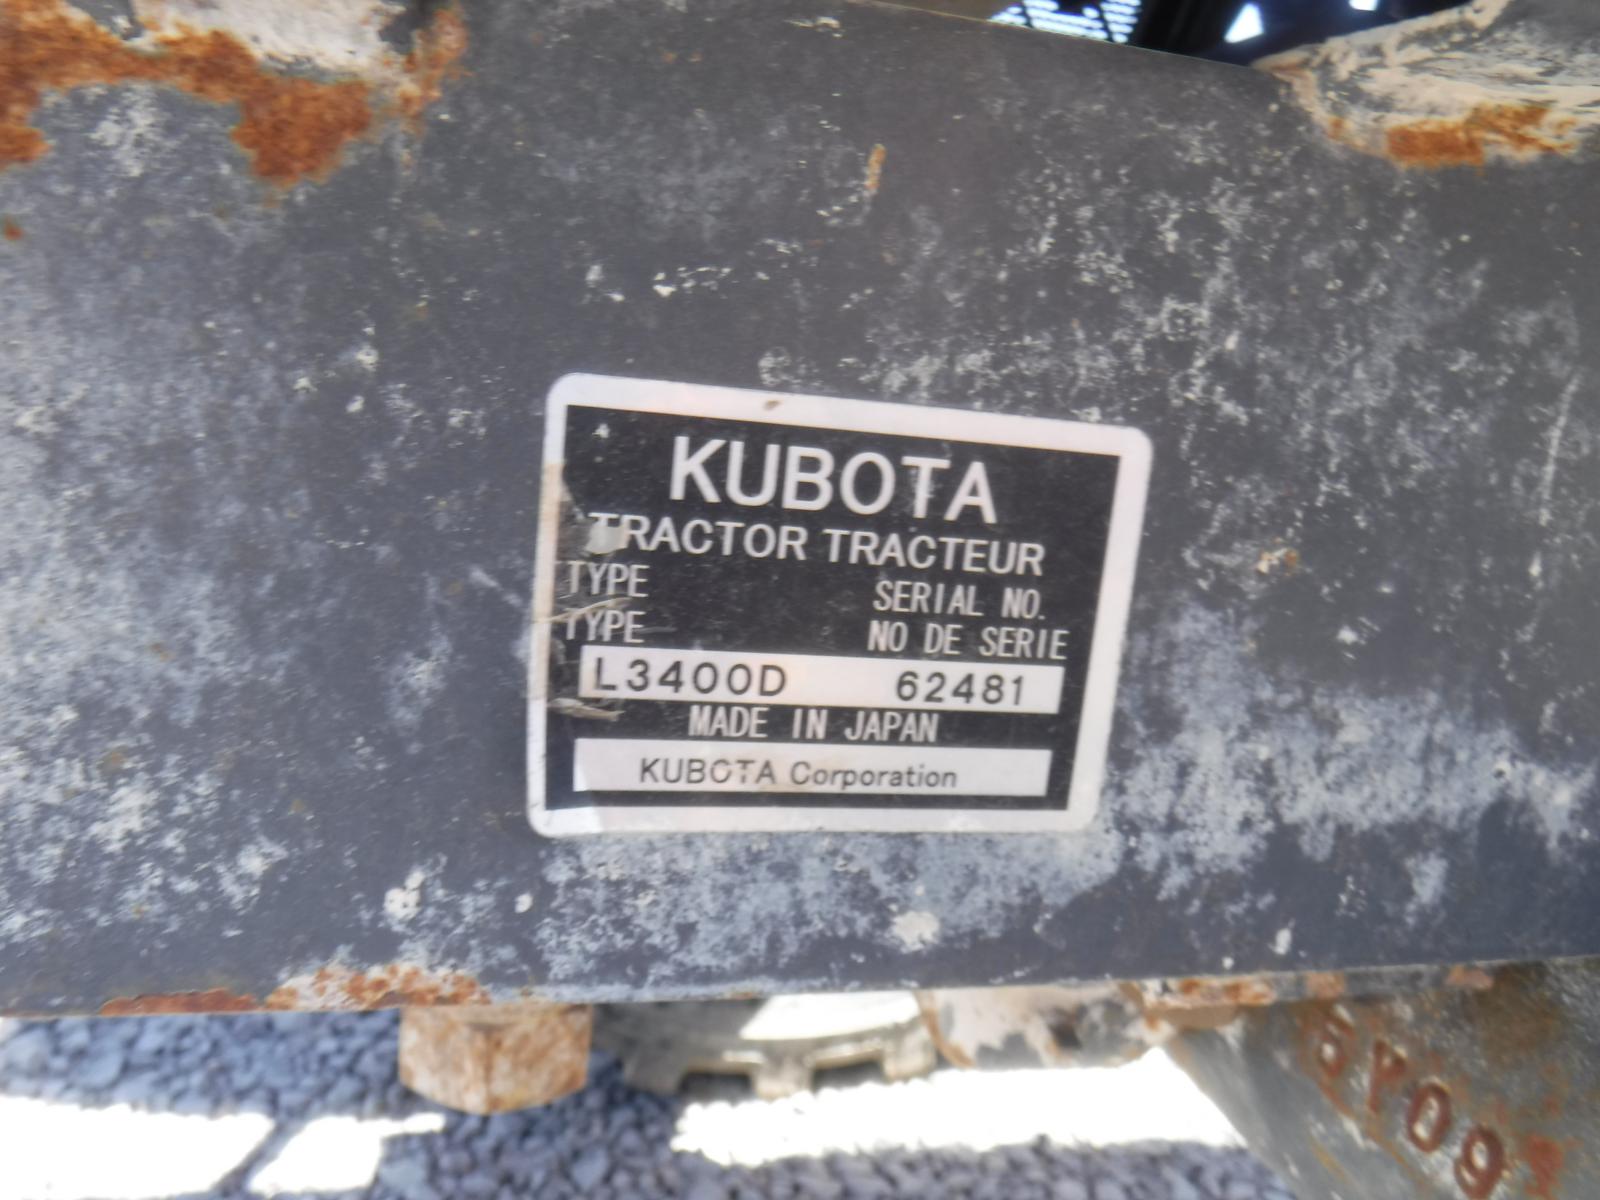 KUBOTA
TRACTOR TRACTEUR
TYPE SERIAL NO.
TYPE NO DE SERIE
L3400D 62481
MADE IN JAPAN
KUBOTA Corporation